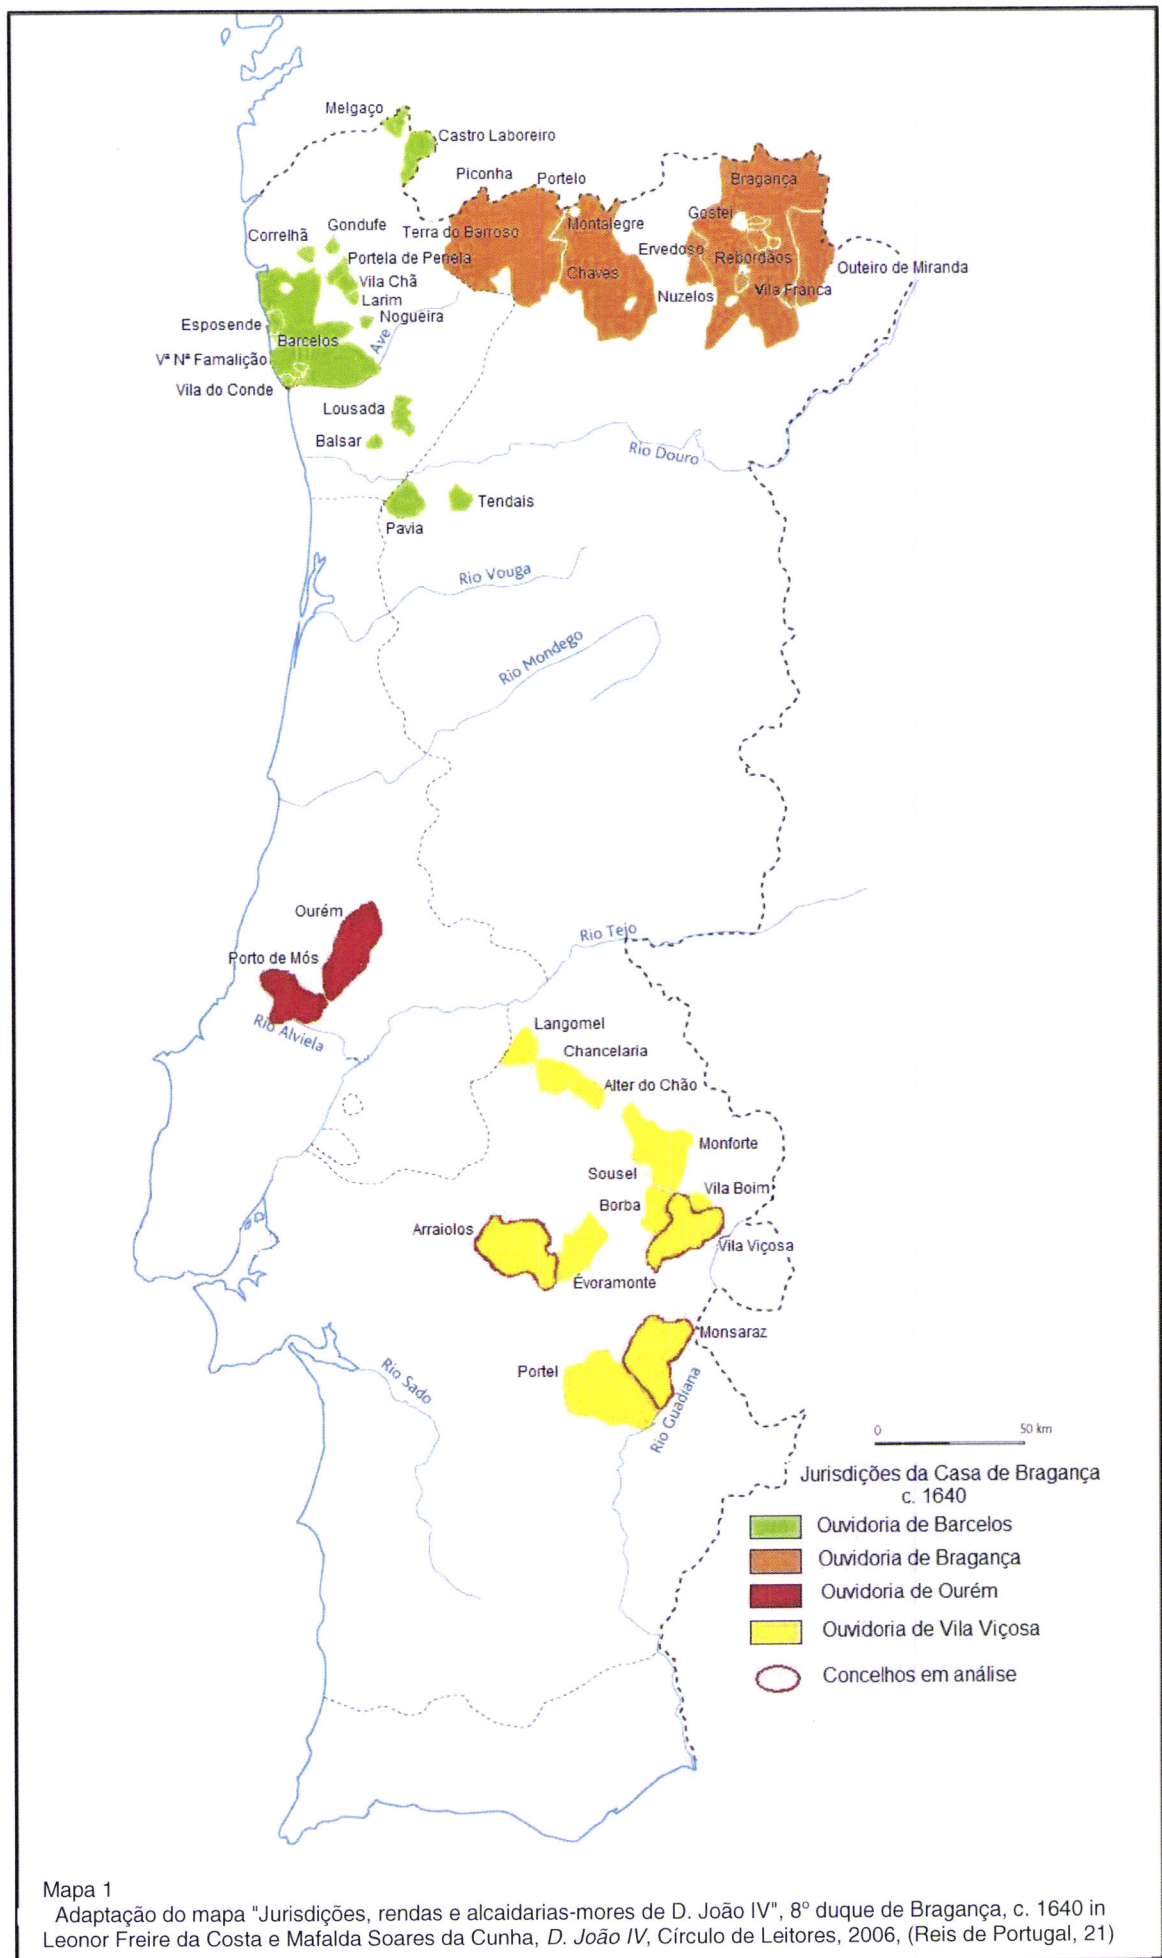 Melgaço
Castro Laboreiro
Piconha
Portelo
Bragança
Gostei
Gondufe
Correlhã
Terra do Barroso
Montalegre
Ervedoso
Rebordãos
Portela de Penela
Chaves
Outeiro de Miranda
Vila Chã
Larim
Nuzelos
Vila Franca
Nogueira
Esposende
Barcelos
Ave
Vª Nª Famalição
Vila do Conde
Lousada
Balsar
Rio Douro
Tendais
Pavia
Rio Vouga
Rio Mondego
Ourém
Rio Tejo
Porto de Mós
Rio Alviela
Langomel
Chancelaria
Alter do Chão
Monforte
Sousel
Vila Boim
Borba
Arraiolos
Vila Viçosa
Évoramonte
Monsaraz
Portel
Rio Sado
Rio Guadiana
0 50 km
Jurisdições da Casa de Bragança
c. 1640
Ouvidoria de Barcelos
Ouvidoria de Bragança
Ouvidoria de Ourém
Ouvidoria de Vila Viçosa
Concelhos em análise
Mapa 1
Adaptação do mapa "Jurisdições, rendas e alcaidarias-mores de D. João IV", 8º duque de Bragança, c. 1640 in
Leonor Freire da Costa e Mafalda Soares da Cunha, D. João IV, Círculo de Leitores, 2006, (Reis de Portugal, 21)